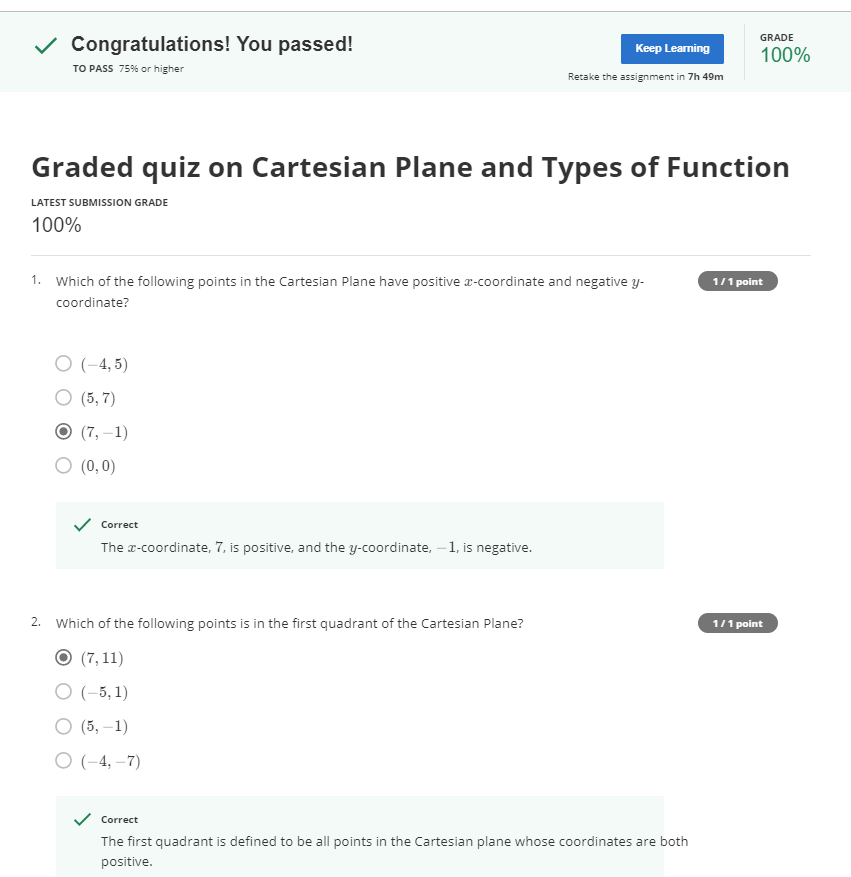 Congratulations! You passed!
TO PASS 75% or higher
Keep Learning
Retake the assignment in 7h 49m
GRADE
100%
Graded quiz on Cartesian Plane and Types of Function
LATEST SUBMISSION GRADE
100%
1. Which of the following points in the Cartesian Plane have positive x-coordinate and negative y-
coordinate?
1 / 1 point
(−4, 5)
(5, 7)
(7, −1)
(0, 0)
Correct
The x-coordinate, 7, is positive, and the y-coordinate, −1, is negative.
2. Which of the following points is in the first quadrant of the Cartesian Plane?
1 / 1 point
(7, 11)
(−5, 1)
(5, −1)
(−4, −7)
Correct
The first quadrant is defined to be all points in the Cartesian plane whose coordinates are both
positive.